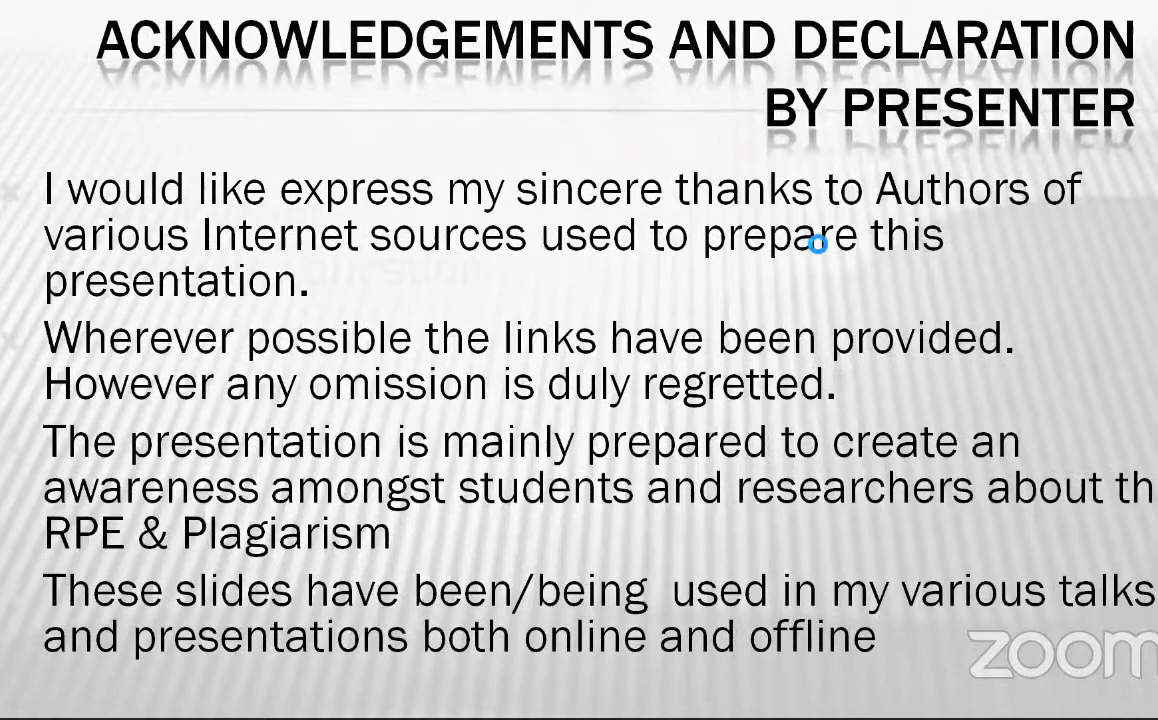 ACKNOWLEDGEMENTS AND DECLARATION
BY PRESENTER
I would like express my sincere thanks to Authors of
various Internet sources used to prepare this
presentation.
Wherever possible the links have been provided.
However any omission is duly regretted.
The presentation is mainly prepared to create an
awareness amongst students and researchers about th
RPE & Plagiarism
These slides have been/being used in my various talks
and presentations both online and offline
zoom